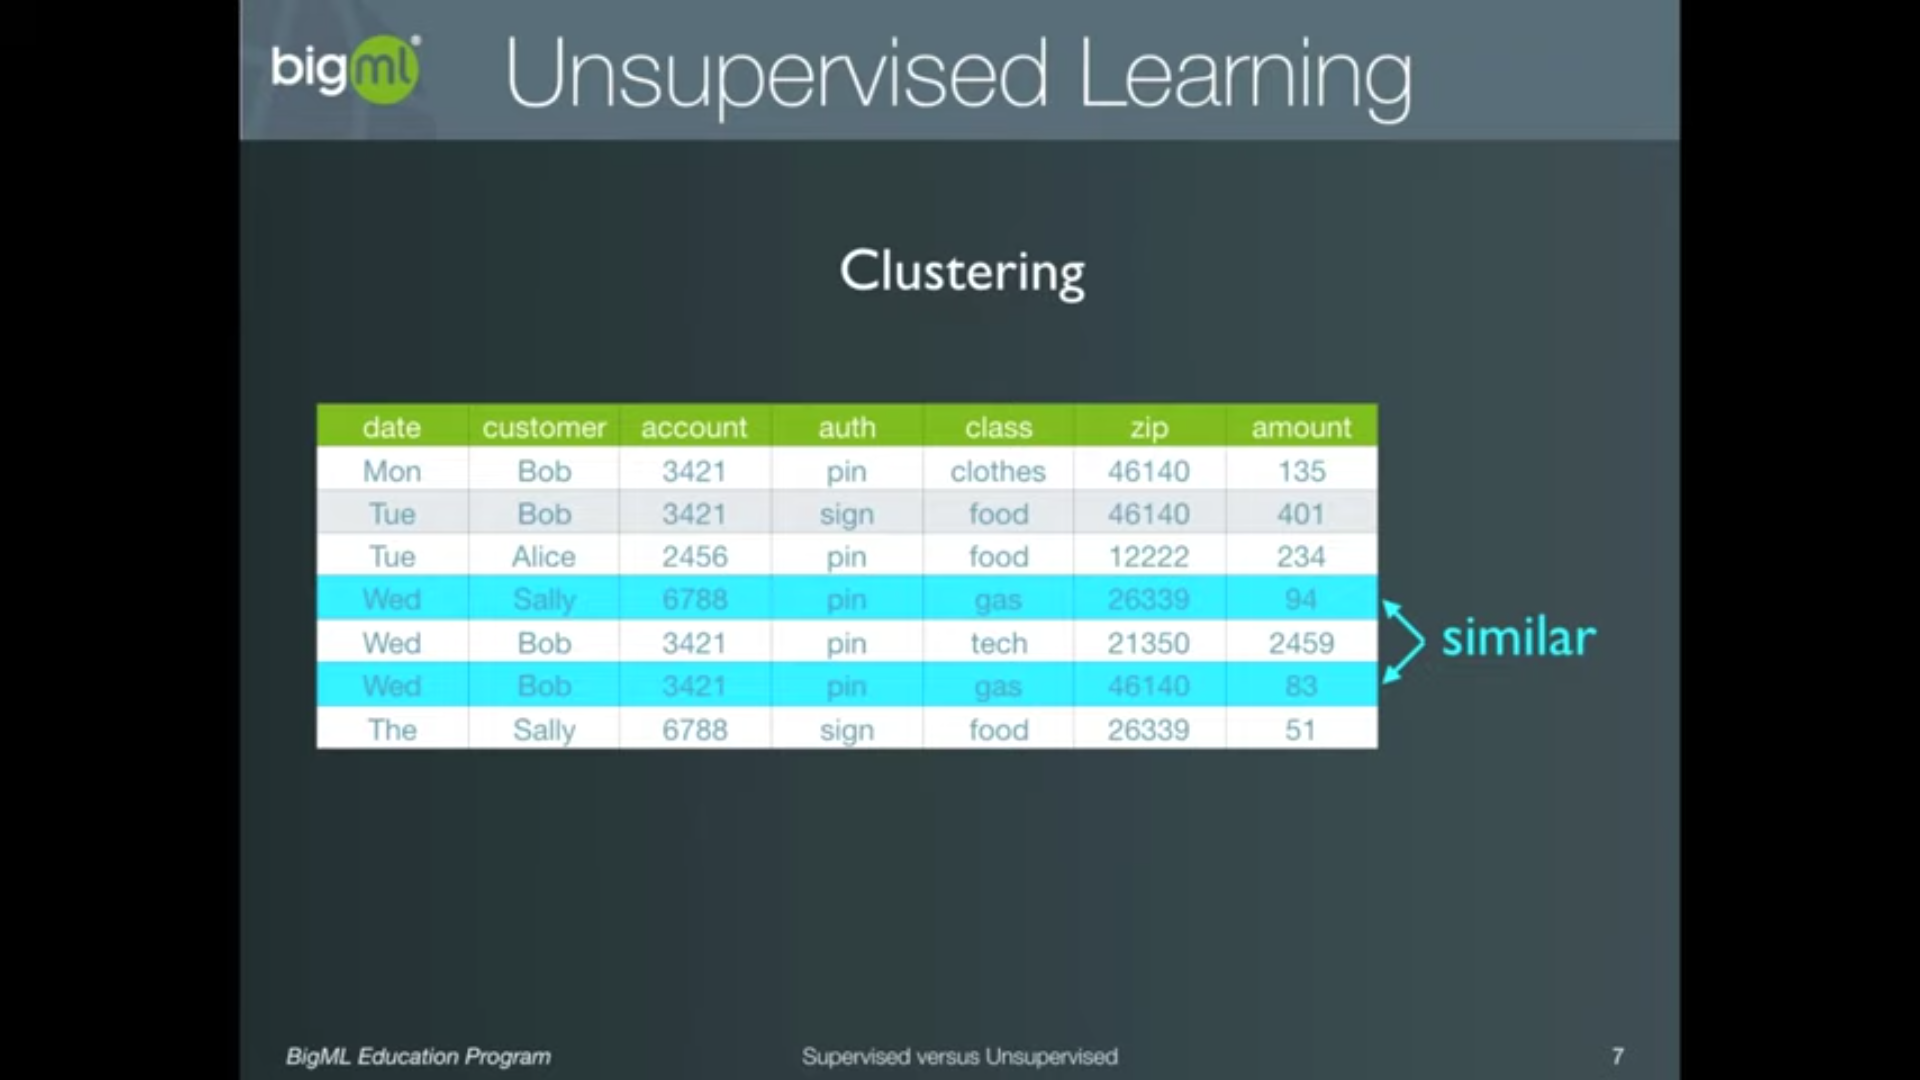 bigml®
Unsupervised Learning
Clustering
date customer account auth class zip amount
Mon Bob 3421 pin clothes 46140 135
Tue Bob 3421 sign food 46140 401
Tue Alice 2456 pin food 12222 234
Wed Sally 6788 pin gas 26339 94
Wed Bob 3421 pin tech 21350 2459
similar
Wed Bob 3421 pin gas 46140 83
The Sally 6788 sign food 26339 51
BigML Education Program
Supervised versus Unsupervised
7